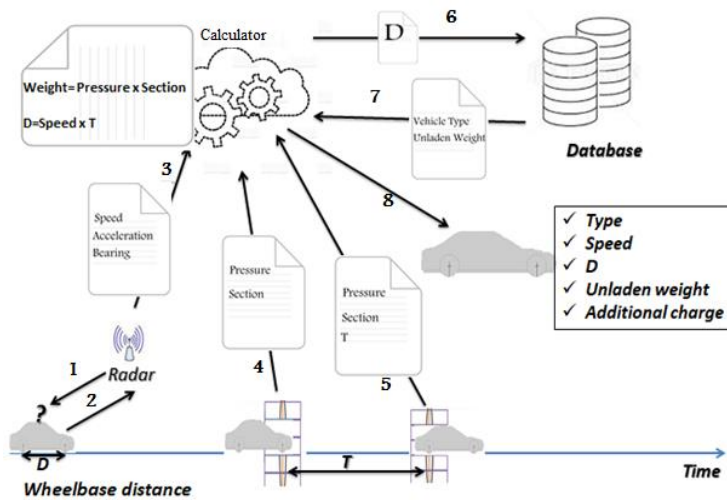 Calculator
Weight= Pressure x Section
D=Speed x T
D
6
7
Vehicle Type
Unladen Weight
Database
3
Speed
Acceleration
Bearing
8
✓ Type
✓ Speed
✓ D
✓ Unladen weight
✓ Additional charge
Pressure
Section
Pressure
Section
T
1
2
Radar
4
5
?
D
T
Time
Wheelbase distance